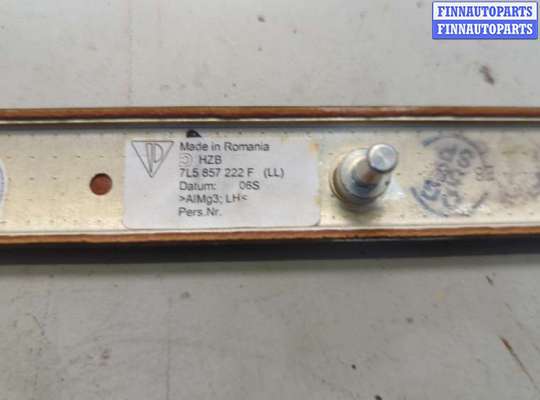 FINNAUTOPARTS
FINNAUTOPARTS
Made in Romania
HZB
7L5 857 222 F (LL)
Datum: 06S
>AlMg3; LH<
Pers.Nr.